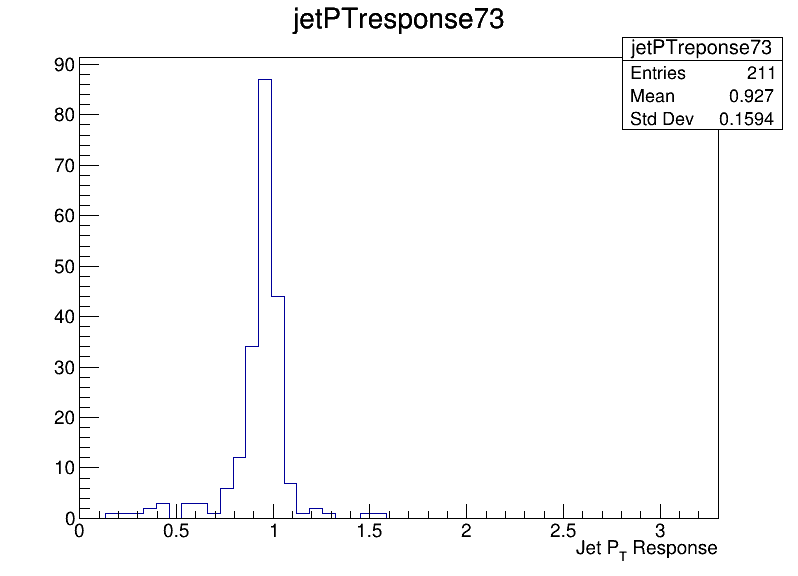 jetPTresponse73
jetPTreponse73
Entries 211
Mean 0.927
Std Dev 0.1594
90
80
70
60
50
40
30
20
10
0
0 0.5 1 1.5 2 2.5 3
Jet PT Response